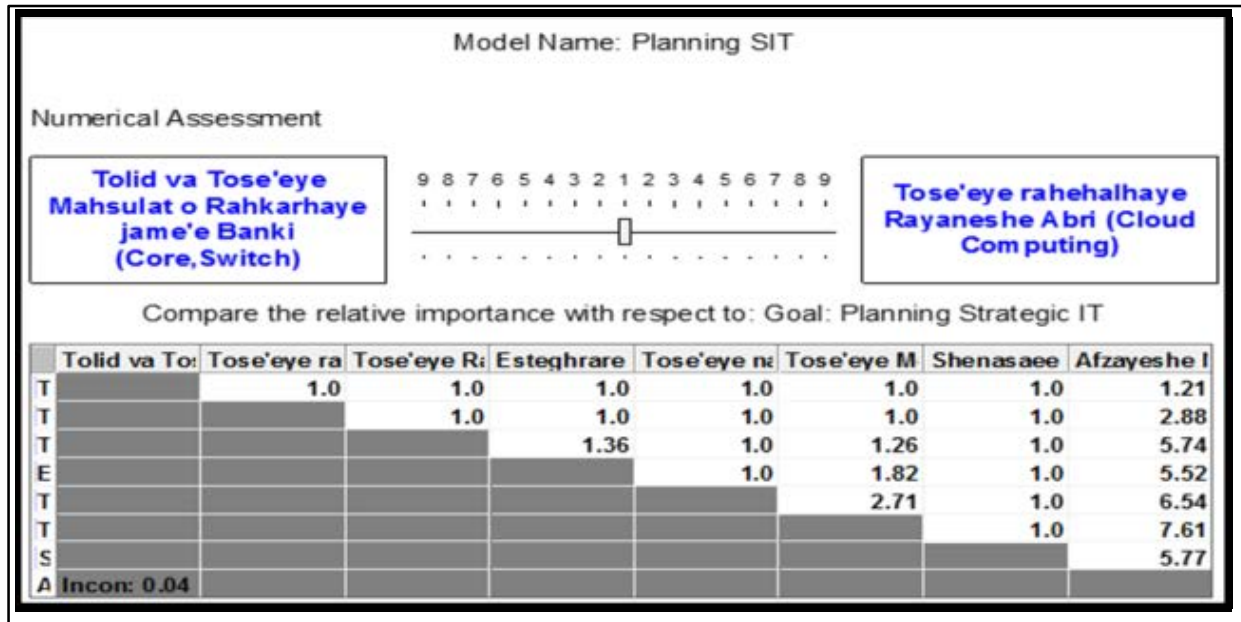 Model Name: Planning SIT
Numerical Assessment
Tolid va Tose'eye
Mahsulat o Rahkarhaye
jame'e Banki
(Core,Switch)
9 8 7 6 5 4 3 2 1 2 3 4 5 6 7 8 9
Tose'eye rahehalhaye
Rayaneshe Abri (Cloud
Computing)
Compare the relative importance with respect to: Goal: Planning Strategic IT
Tolid va To: Tose'eye ra Tose'eye Ra Esteghrare Tose'eye na Tose'eye M Shenasaee Afzayeshe I
T 1.0 1.0 1.0 1.0 1.0 1.0 1.21
T 1.0 1.0 1.0 1.0 1.0 2.88
T 1.36 1.0 1.26 1.0 5.74
E 1.0 1.82 1.0 5.52
T 2.71 1.0 6.54
T 1.0 7.61
S 5.77
A Incon: 0.04